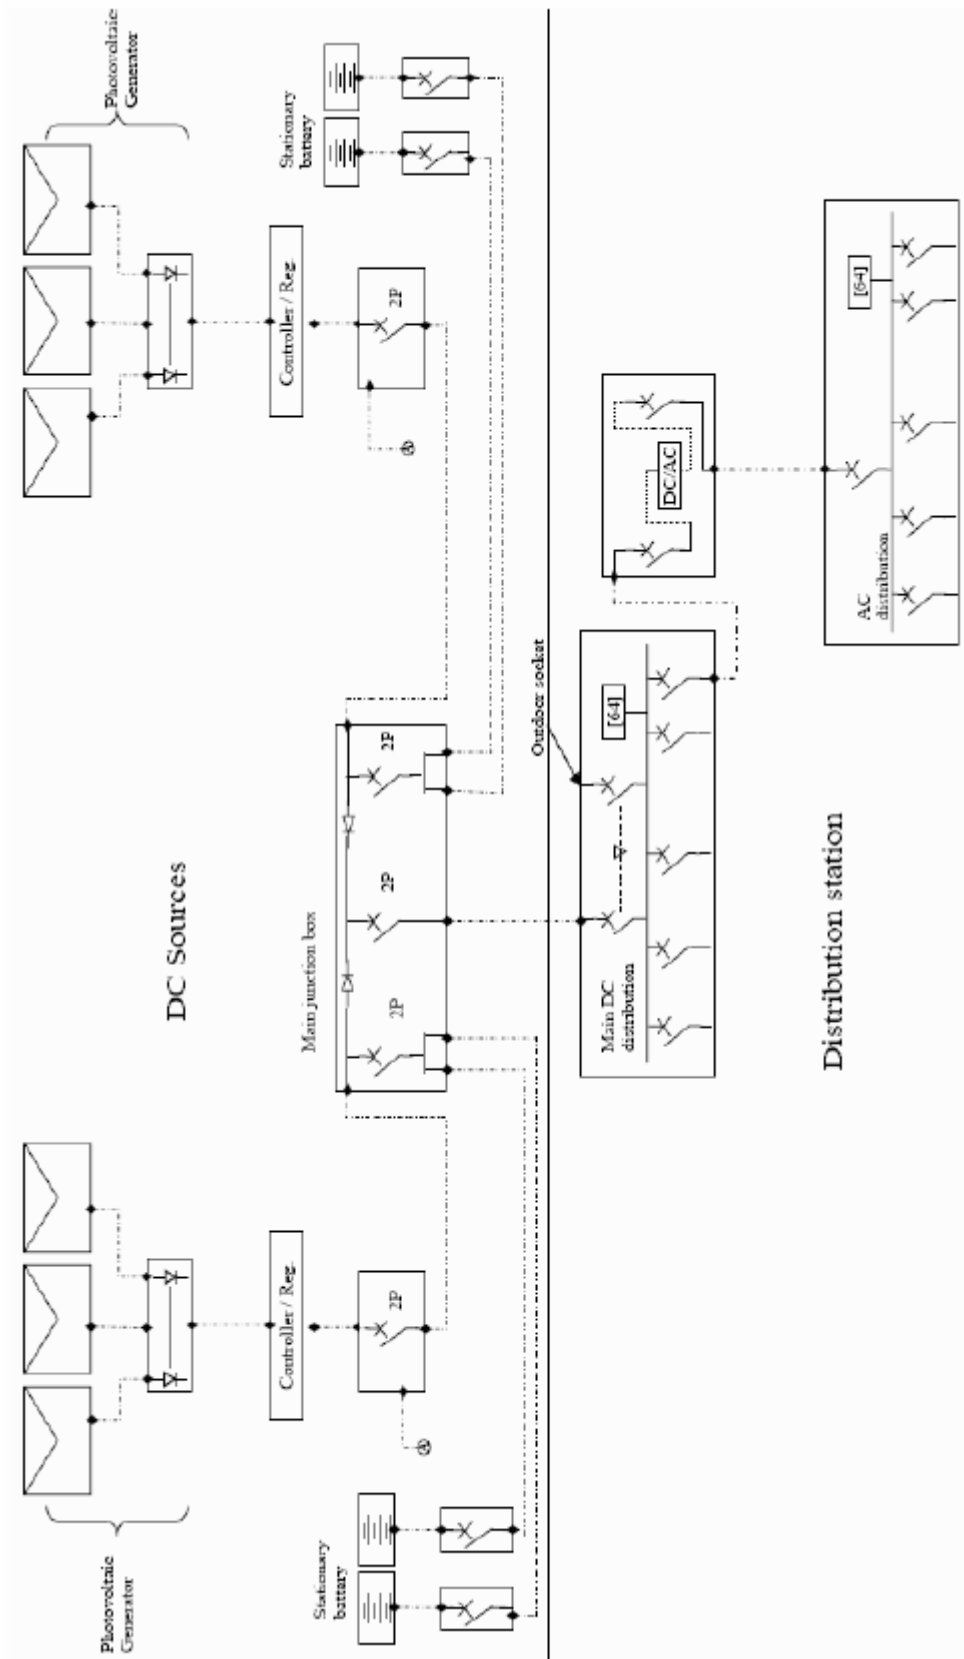 Photovoltaic
Generator
Stationary
battery
Controller / Reg.
2P
A
DC Sources
Main junction box
2P
2P
2P
Photovoltaic
Generator
Stationary
battery
Controller / Reg.
2P
A
Outdoor socket
Main DC
distribution
[64]
DC/AC
AC
distribution
[64]
Distribution station